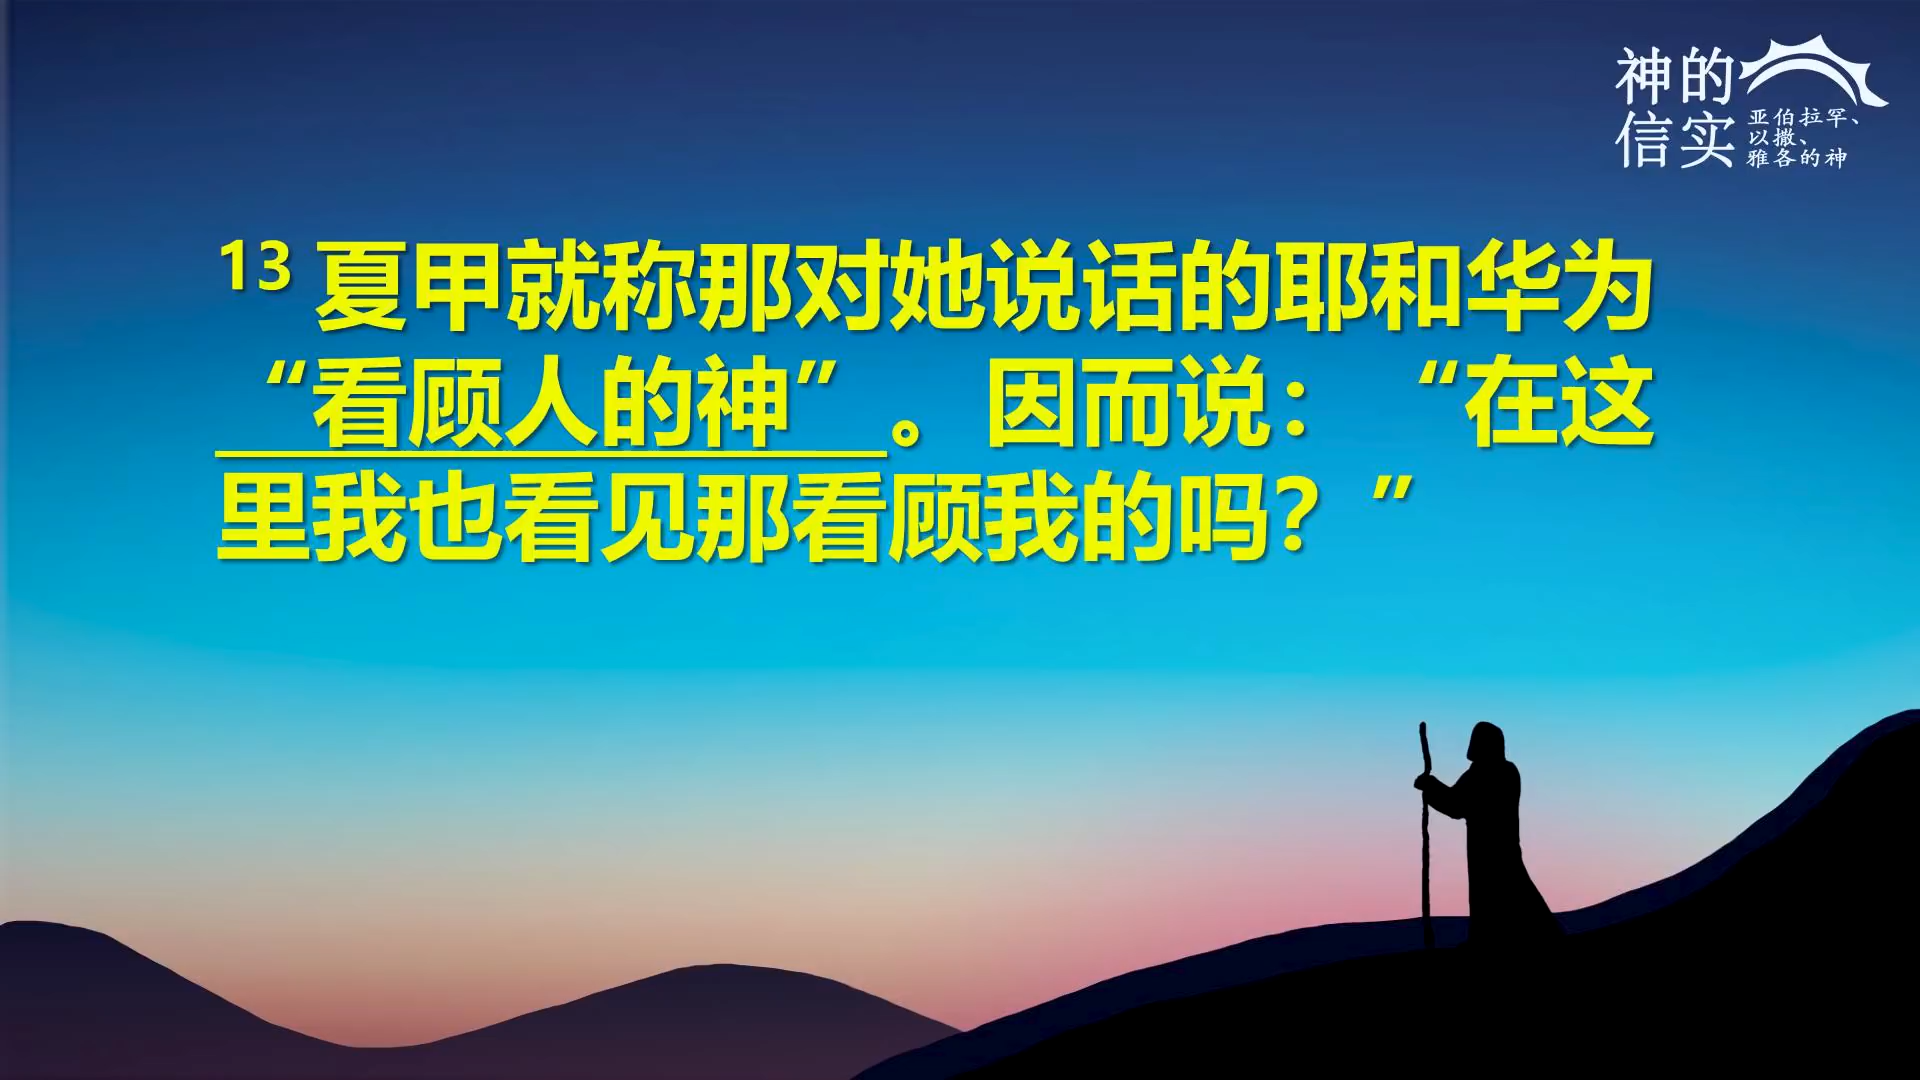 神的
信实
亚伯拉罕、
以撒、
雅各的神
13 夏甲就称那对她说话的耶和华为
“看顾人的神”。因而说：“在这
里我也看见那看顾我的吗？”